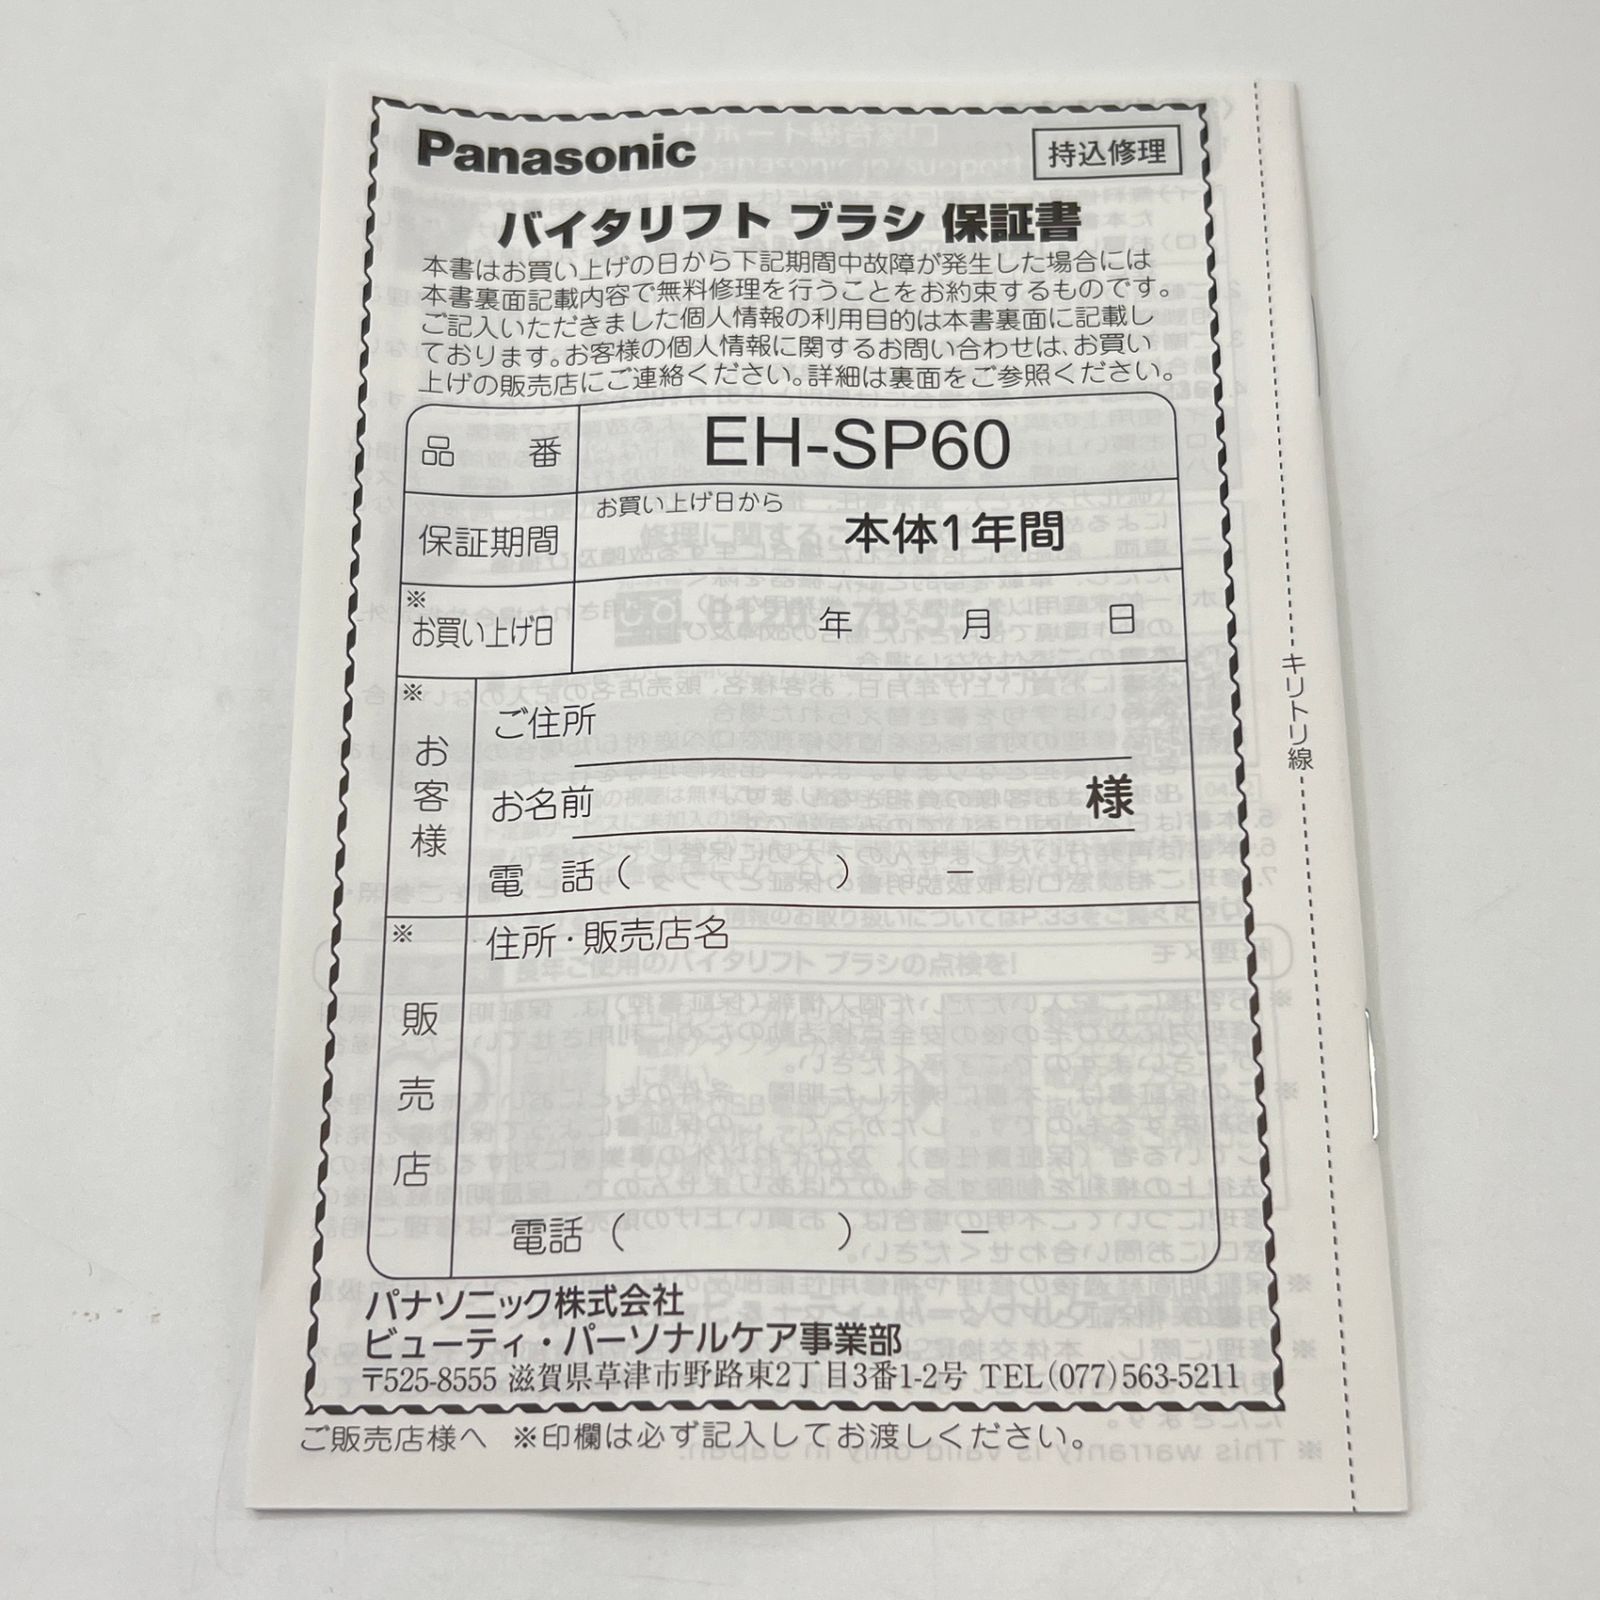 Panasonic
持込修理
バイタリフト ブラシ 保証書
本書はお買い上げの日から下記期間中故障が発生した場合には
本書裏面記載内容で無料修理を行うことをお約束するものです。
ご記入いただきました個人情報の利用目的は本書裏面に記載し
ております。お客様の個人情報に関するお問い合わせは、お買い
上げの販売店にご連絡ください。詳細は裏面をご参照ください。
品 番
EH-SP60
保証期間
お買い上げ日から
本体1年間
※
お買い上げ日
年 月 日
※
お客様
ご住所
お名前 様
電 話 ( ) ー
※
販売店
住所・販売店名
電話 ( ) ー
パナソニック株式会社
ビューティ・パーソナルケア事業部
〒525-8555 滋賀県草津市野路東2丁目3番1-2号 TEL(077)563-5211
ご販売店様へ ※印欄は必ず記入してお渡しください。
キリトリ線